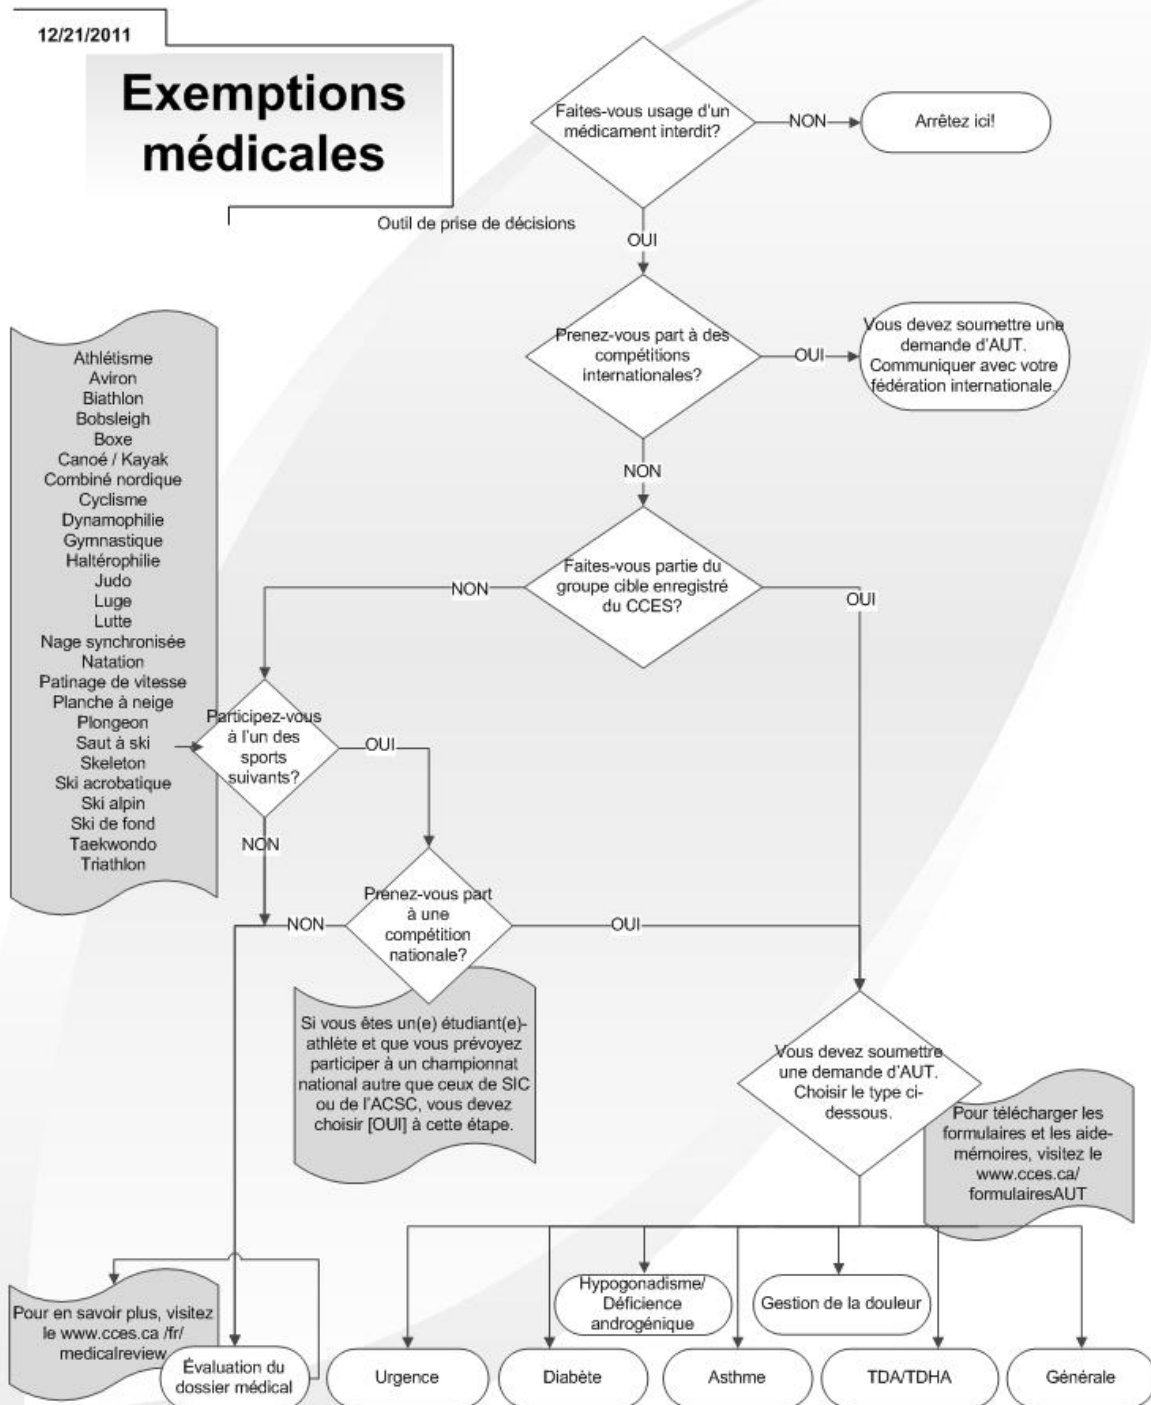 12/21/2011
Exemptions
médicales
Outil de prise de décisions
Faites-vous usage d'un
médicament interdit?
NON
Arrêtez ici!
OUI
Prenez-vous part à des
compétitions
internationales?
OUI
Vous devez soumettre une
demande d'AUT.
Communiquer avec votre
fédération internationale.
NON
Faites-vous partie du
groupe cible enregistré
du CCES?
NON
OUI
Athlétisme
Aviron
Biathlon
Bobsleigh
Boxe
Canoé / Kayak
Combiné nordique
Cyclisme
Dynamophilie
Gymnastique
Haltérophilie
Judo
Luge
Lutte
Nage synchronisée
Natation
Patinage de vitesse
Planche à neige
Plongeon
Saut à ski
Skeleton
Ski acrobatique
Ski alpin
Ski de fond
Taekwondo
Triathlon
Participez-vous
à l'un des
sports
suivants?
OUI
NON
Prenez-vous part
à une
compétition
nationale?
NON
OUI
Si vous êtes un(e) étudiant(e)-
athlète et que vous prévoyez
participer à un championnat
national autre que ceux de SIC
ou de l'ACSC, vous devez
choisir [OUI] à cette étape.
Vous devez soumettre
une demande d'AUT.
Choisir le type ci-
dessous.
Pour télécharger les
formulaires et les aide-
mémoires, visitez le
www.cces.ca/
formulairesAUT
Pour en savoir plus, visitez
le www.cces.ca /fr/
medicalreview
Évaluation du
dossier médical
Urgence
Diabète
Hypogonadisme/
Déficience
androgénique
Asthme
Gestion de la douleur
TDA/TDHA
Générale